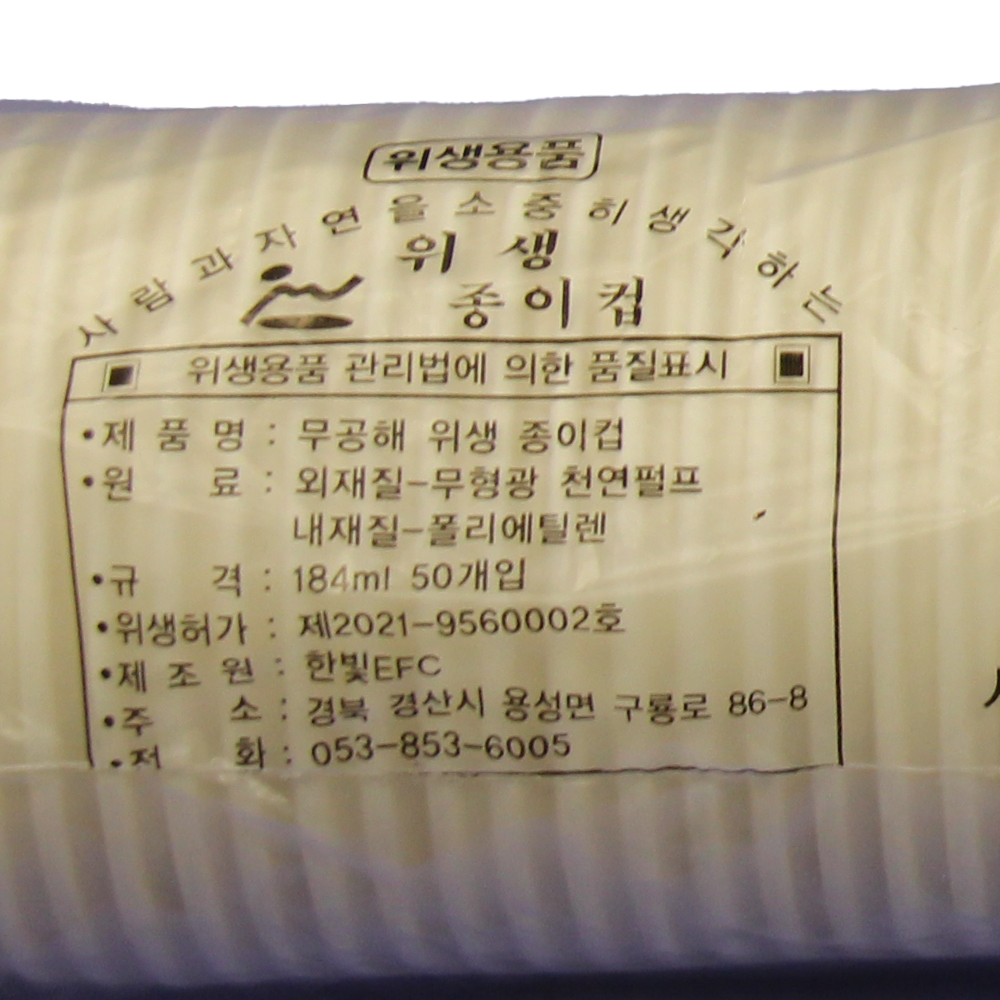 위생용품
사람과 자연을 소중히 생각하는
위생
종이컵
위생용품 관리법에 의한 품질표시
•제 품 명 : 무공해 위생 종이컵
•원 료 : 외재질-무형광 천연펄프
내재질-폴리에틸렌
•규 격 : 184ml 50개입
•위생허가 : 제2021-9560002호
•제 조 원 : 한빛EFC
•주 소 : 경북 경산시 용성면 구룡로 86-8
•전 화 : 053-853-6005